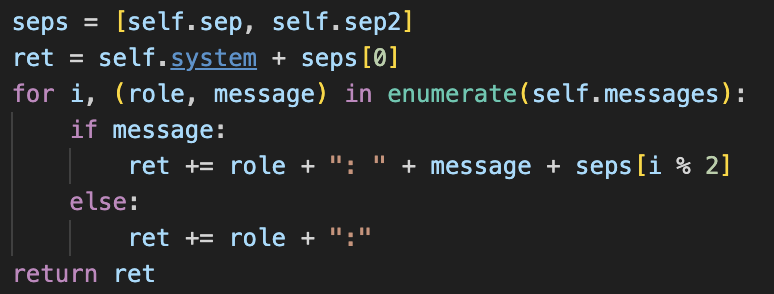 seps = [self.sep, self.sep2]
ret = self.system + seps[0]
for i, (role, message) in enumerate(self.messages):
    if message:
        ret += role + ": " + message + seps[i % 2]
    else:
        ret += role + ":"
return ret